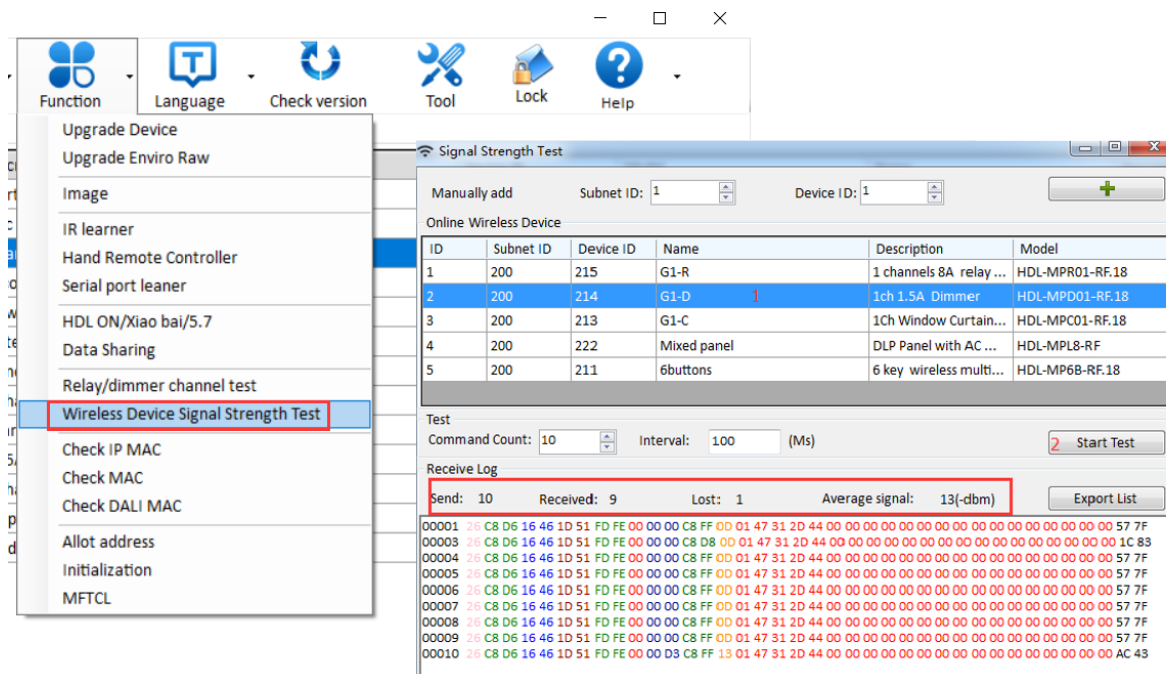 Function
Language
Check version
Tool
Lock
Help
Upgrade Device
Upgrade Enviro Raw
Image
IR learner
Hand Remote Controller
Serial port leaner
HDL ON/Xiao bai/5.7
Data Sharing
Relay/dimmer channel test
Wireless Device Signal Strength Test
Check IP MAC
Check MAC
Check DALI MAC
Allot address
Initialization
MFTCL
Signal Strength Test
Manually add Subnet ID: 1 Device ID: 1
Online Wireless Device
ID Subnet ID Device ID Name Description Model
1 200 215 G1-R 1 channels 8A relay ... HDL-MPR01-RF.18
2 200 214 G1-D 1 1ch 1.5A Dimmer HDL-MPD01-RF.18
3 200 213 G1-C 1Ch Window Curtain... HDL-MPC01-RF.18
4 200 222 Mixed panel DLP Panel with AC ... HDL-MPL8-RF
5 200 211 6buttons 6 key wireless multi... HDL-MP6B-RF.18
Test
Command Count: 10 Interval: 100 (Ms) 2 Start Test
Receive Log
Send: 10 Received: 9 Lost: 1 Average signal: 13(-dbm) Export List
00001 26 C8 D6 16 46 1D 51 FD FE 00 00 00 C8 FF 0D 01 47 31 2D 44 00 00 00 00 00 00 00 00 00 00 00 00 00 00 00 00 57 7F
00003 26 C8 D6 16 46 1D 51 FD FE 00 00 00 C8 D8 0D 01 47 31 2D 44 00 00 00 00 00 00 00 00 00 00 00 00 00 00 00 00 1C 83
00004 26 C8 D6 16 46 1D 51 FD FE 00 00 00 C8 FF 0D 01 47 31 2D 44 00 00 00 00 00 00 00 00 00 00 00 00 00 00 00 00 57 7F
00005 26 C8 D6 16 46 1D 51 FD FE 00 00 00 C8 FF 0D 01 47 31 2D 44 00 00 00 00 00 00 00 00 00 00 00 00 00 00 00 00 57 7F
00006 26 C8 D6 16 46 1D 51 FD FE 00 00 00 C8 FF 0D 01 47 31 2D 44 00 00 00 00 00 00 00 00 00 00 00 00 00 00 00 00 57 7F
00007 26 C8 D6 16 46 1D 51 FD FE 00 00 00 C8 FF 0D 01 47 31 2D 44 00 00 00 00 00 00 00 00 00 00 00 00 00 00 00 00 57 7F
00008 26 C8 D6 16 46 1D 51 FD FE 00 00 00 C8 FF 0D 01 47 31 2D 44 00 00 00 00 00 00 00 00 00 00 00 00 00 00 00 00 57 7F
00009 26 C8 D6 16 46 1D 51 FD FE 00 00 00 C8 FF 0D 01 47 31 2D 44 00 00 00 00 00 00 00 00 00 00 00 00 00 00 00 00 57 7F
00010 26 C8 D6 16 46 1D 51 FD FE 00 00 D3 C8 FF 13 01 47 31 2D 44 00 00 00 00 00 00 00 00 00 00 00 00 00 00 00 00 AC 43